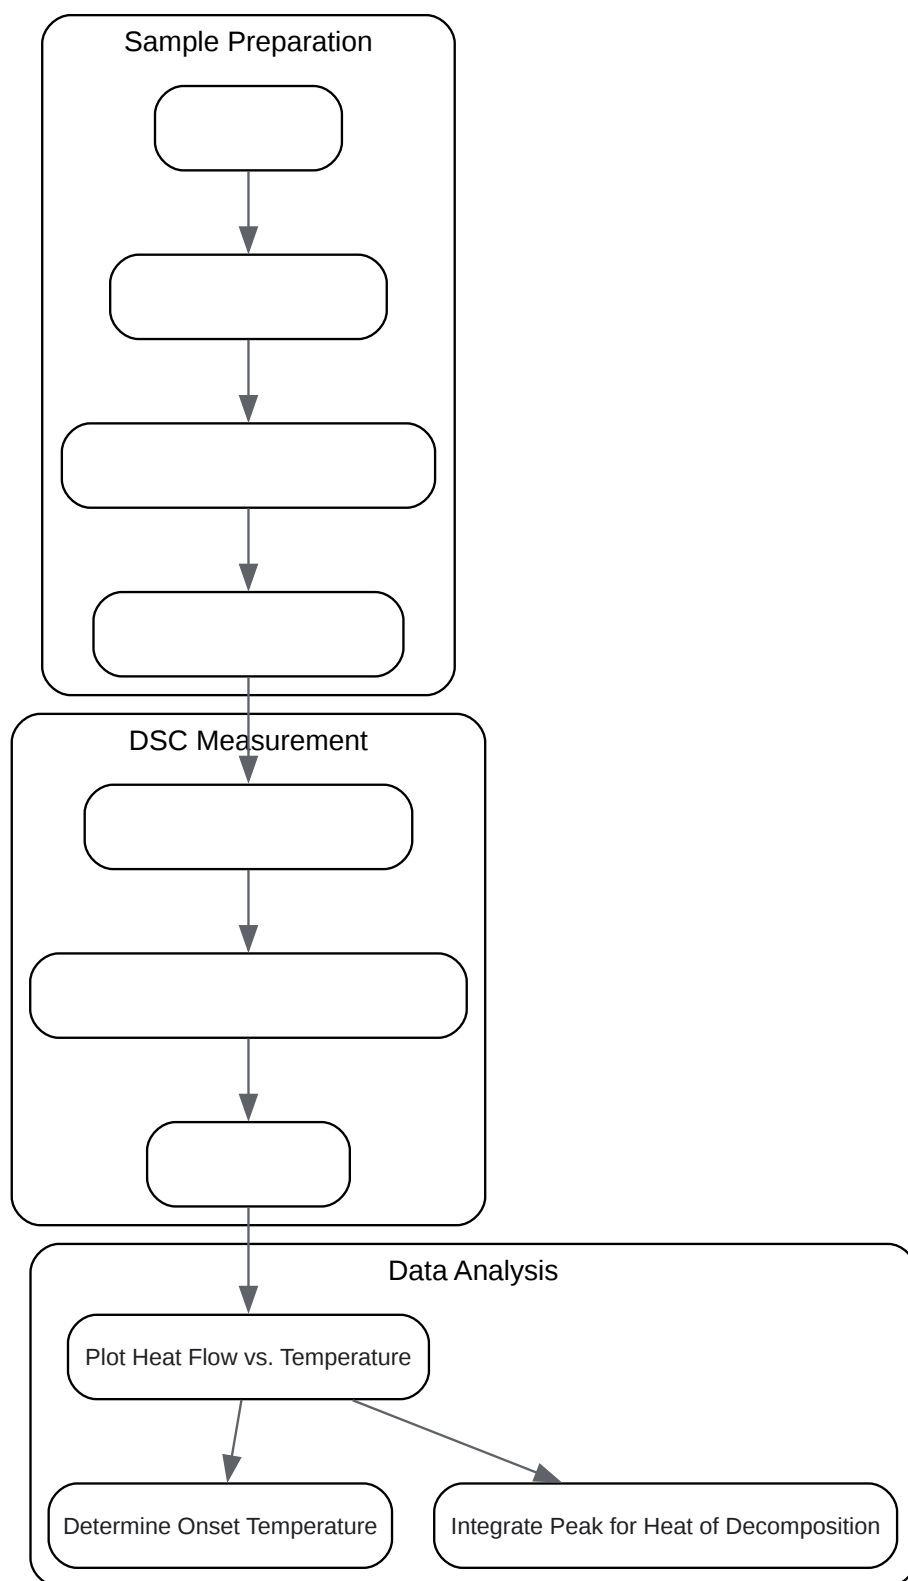 Sample Preparation
DSC Measurement
Data Analysis
Plot Heat Flow vs. Temperature
Determine Onset Temperature
Integrate Peak for Heat of Decomposition